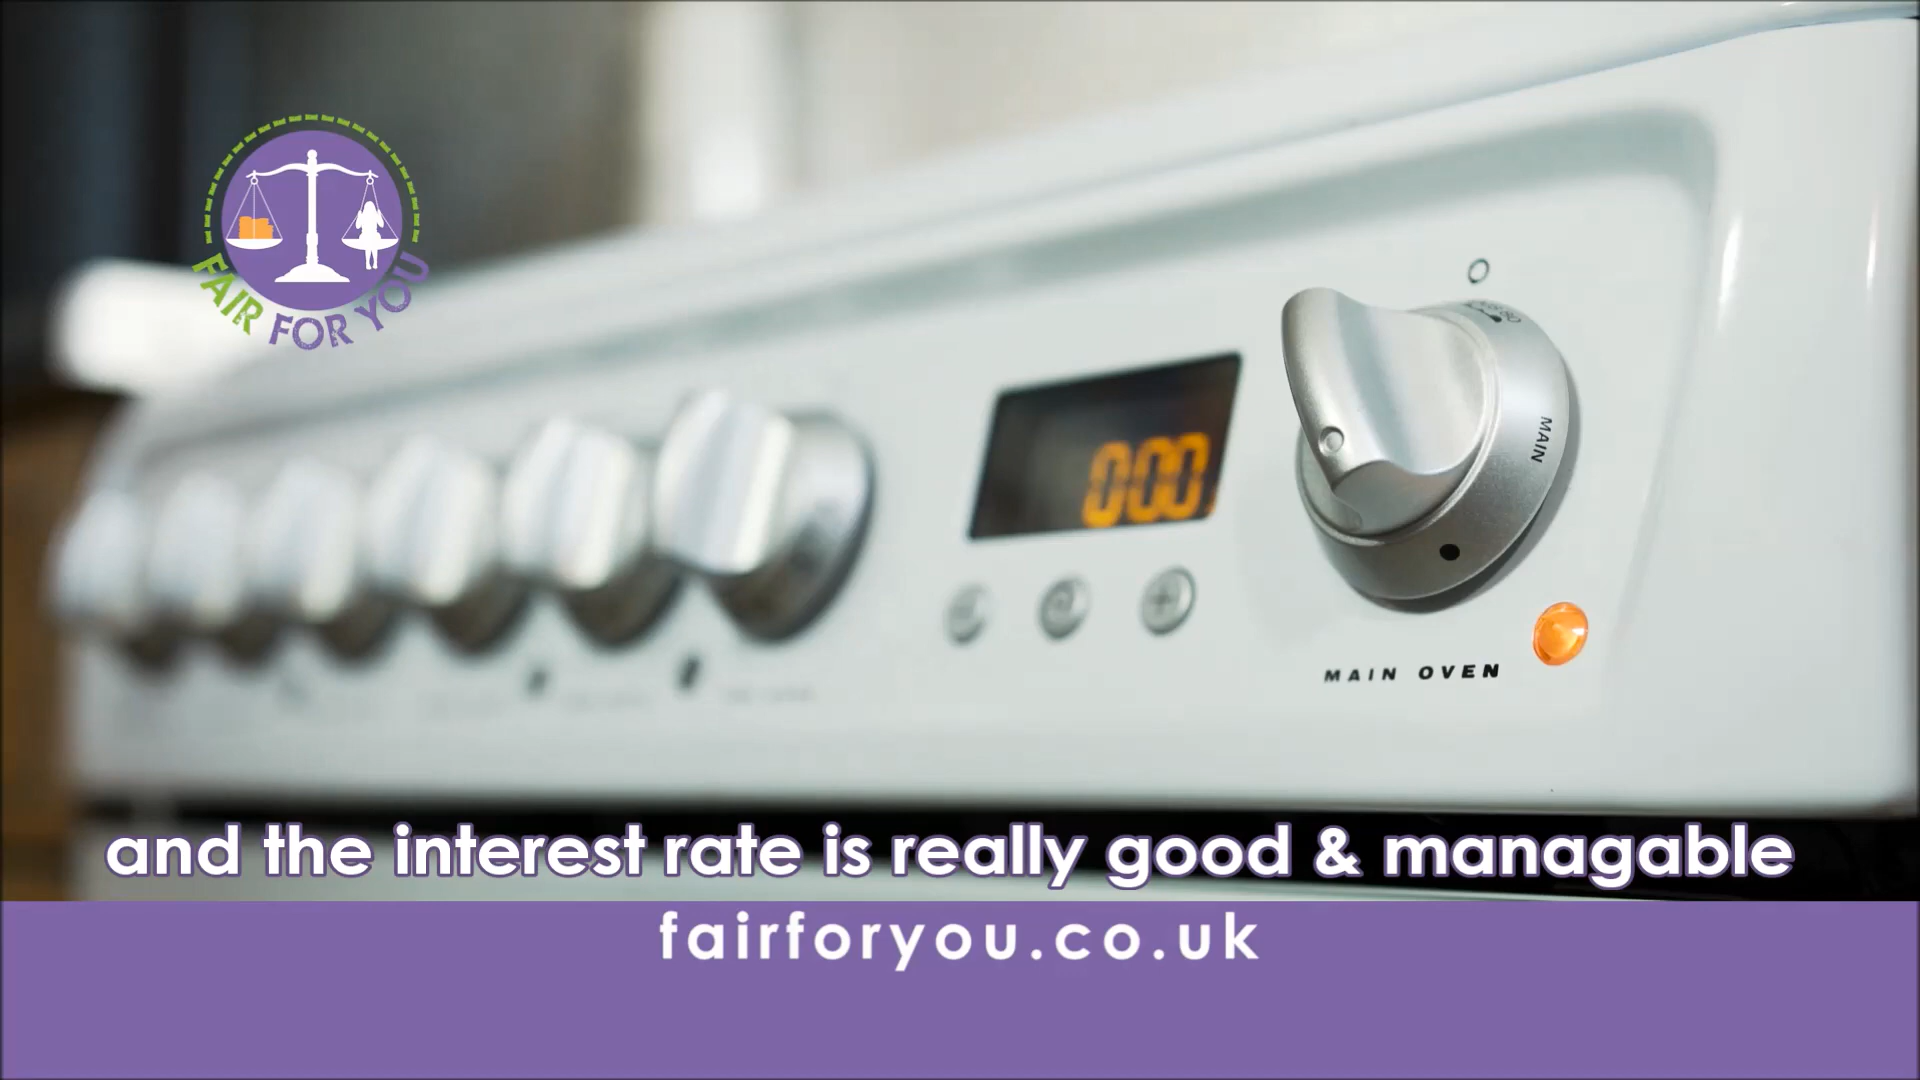 FAIR FOR YOU
0:00
MAIN
MAIN OVEN
and the interest rate is really good & managable
fairforyou.co.uk